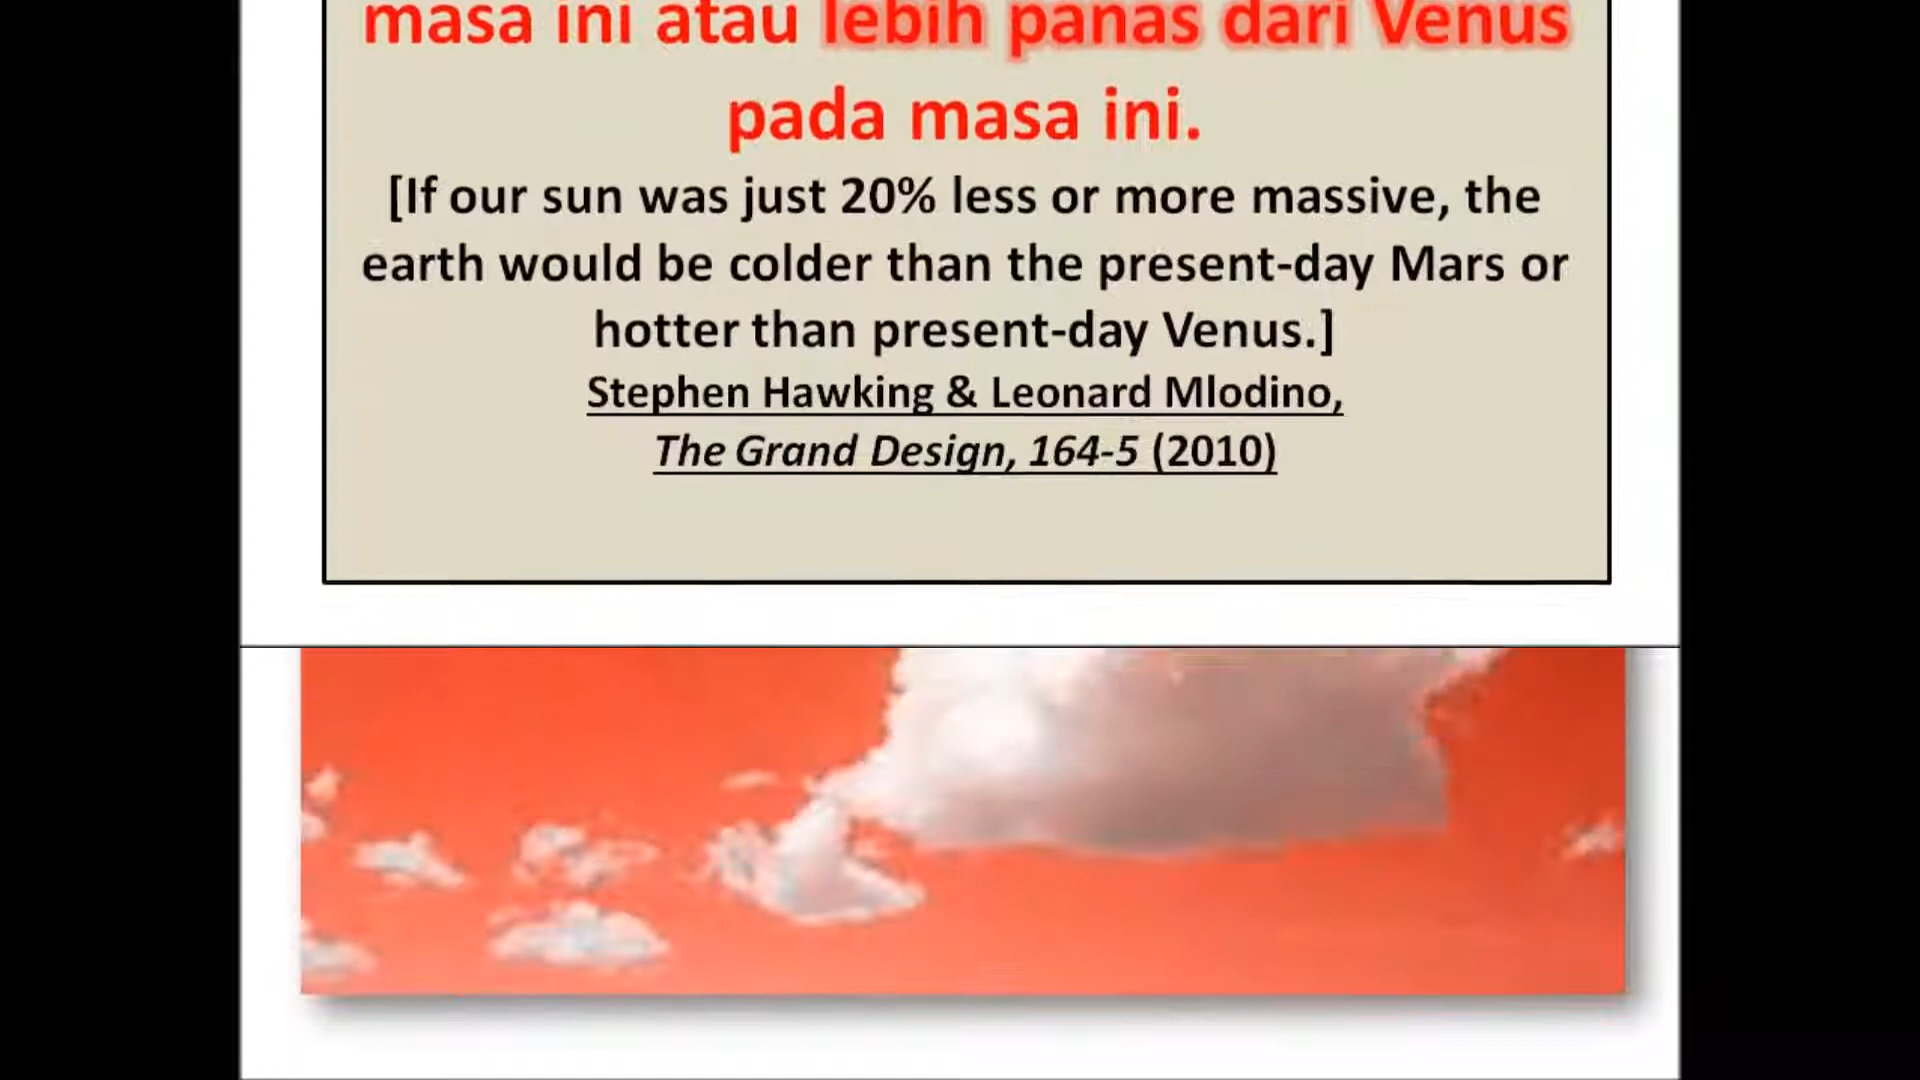 masa ini atau lebih panas dari Venus
pada masa ini.
[If our sun was just 20% less or more massive, the
earth would be colder than the present-day Mars or
hotter than present-day Venus.]
Stephen Hawking & Leonard Mlodino,
The Grand Design, 164-5 (2010)